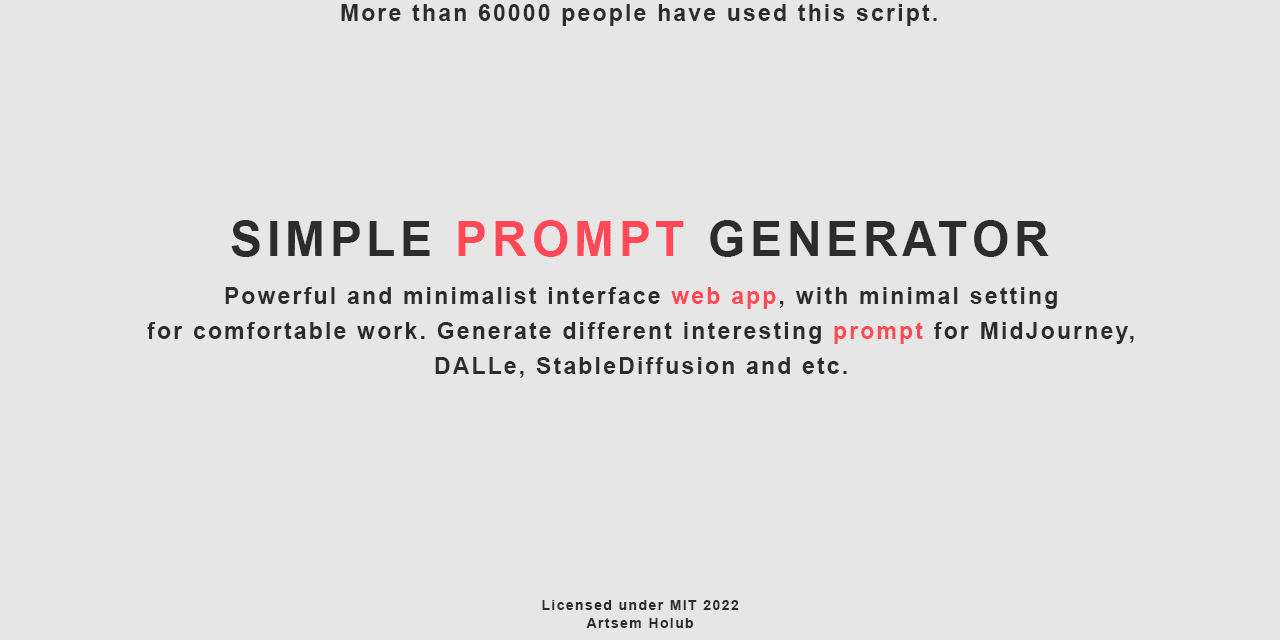 More than 60000 people have used this script.
SIMPLE PROMPT GENERATOR
Powerful and minimalist interface web app, with minimal setting
for comfortable work. Generate different interesting prompt for MidJourney,
DALLe, StableDiffusion and etc.
Licensed under MIT 2022
Artsem Holub